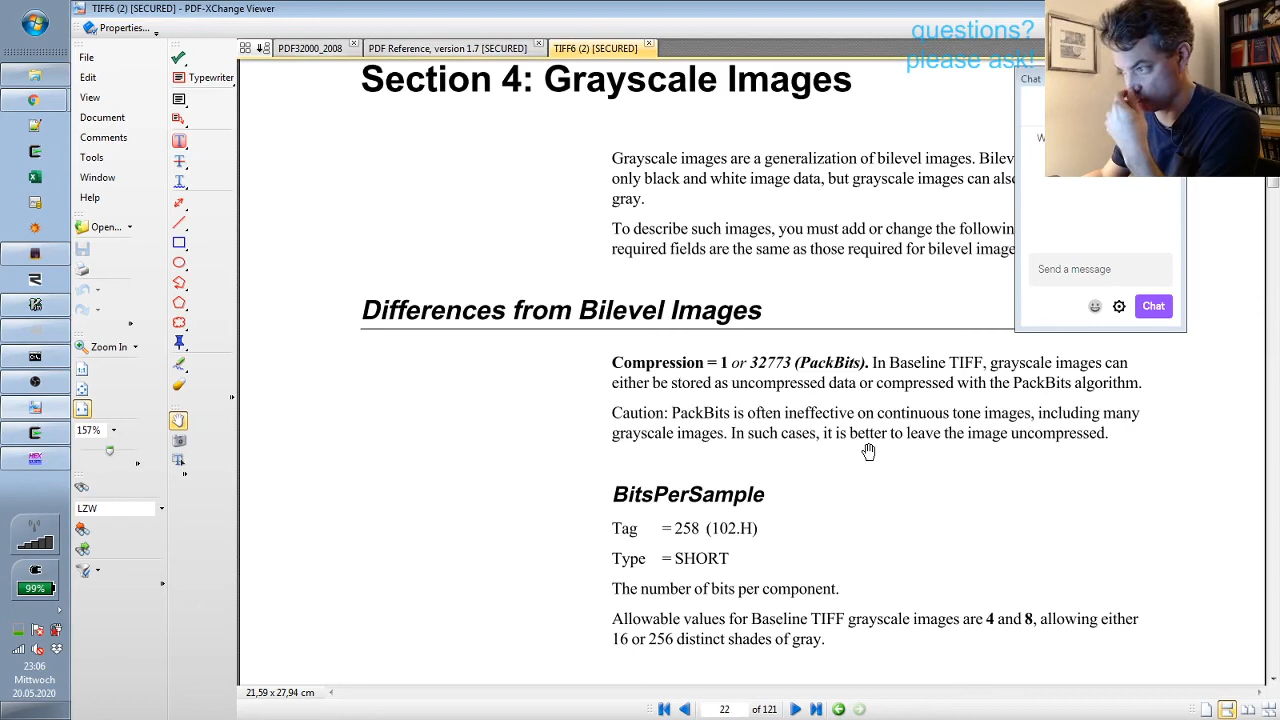 TIFF6 (2) [SECURED] - PDF-XChange Viewer
Properties...
PDF32000_2008
PDF Reference, version 1.7 [SECURED]
TIFF6 (2) [SECURED]
questions?
please ask!
File
Edit
View
Document
Comments
Tools
Window
Help
Open...
Zoom In
157%
LZW
Typewriter
Section 4: Grayscale Images
Grayscale images are a generalization of bilevel images. Bilev
only black and white image data, but grayscale images can also
gray.
To describe such images, you must add or change the followin
required fields are the same as those required for bilevel image
Differences from Bilevel Images
Compression = 1 or 32773 (PackBits). In Baseline TIFF, grayscale images can
either be stored as uncompressed data or compressed with the PackBits algorithm.
Caution: PackBits is often ineffective on continuous tone images, including many
grayscale images. In such cases, it is better to leave the image uncompressed.
BitsPerSample
Tag = 258 (102.H)
Type = SHORT
The number of bits per component.
Allowable values for Baseline TIFF grayscale images are 4 and 8, allowing either
16 or 256 distinct shades of gray.
Chat
W
Send a message
Chat
99%
23:06
Mittwoch
20.05.2020
HEX
21,59 x 27,94 cm
22 of 121